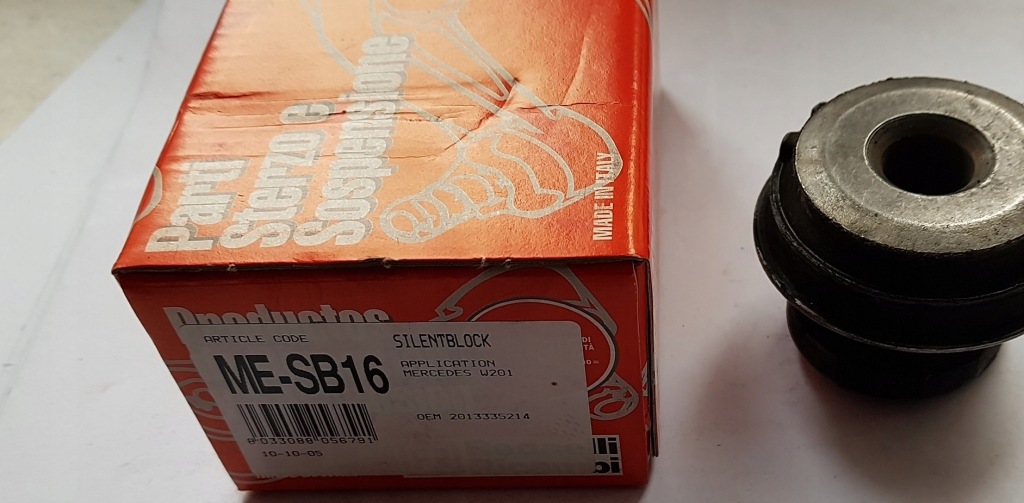 Parti
Sterzo e
Sospensione
MADE IN ITALY
Productos
ARTICLE CODE
SILENTBLOCK
ME-SB16
APPLICATION
MERCEDES W201
OEM 2013335214
8 033088 056791
10-10-05